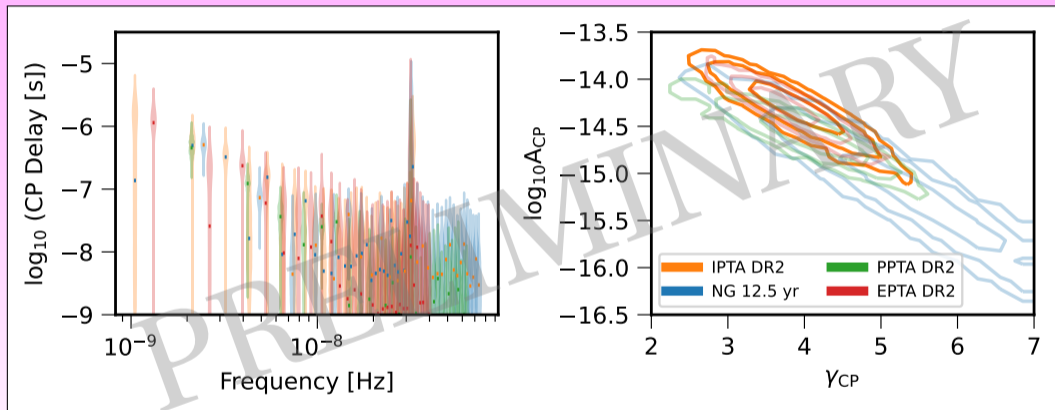 log₁₀ (CP Delay [s])
−5
−6
−7
−8
−9
10⁻⁹
10⁻⁸
Frequency [Hz]
log₁₀A_CP
−13.5
−14.0
−14.5
−15.0
−15.5
−16.0
−16.5
IPTA DR2
PPTA DR2
NG 12.5 yr
EPTA DR2
2
3
4
5
6
7
γ_CP
PRELIMINARY